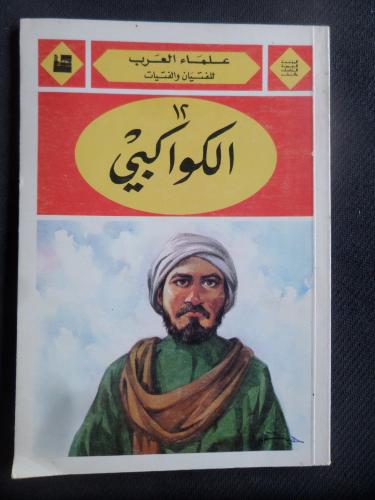 علماء العرب
للفتيان والفتيات
١٢
الكواكبي